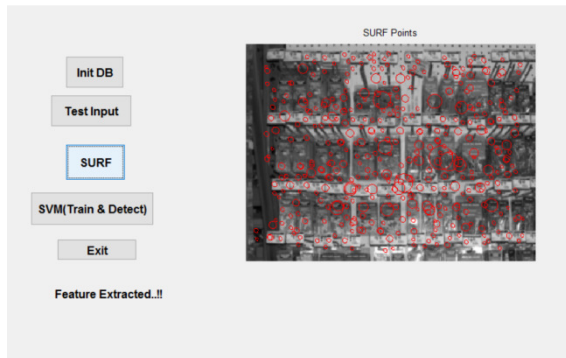 SURF Points
Init DB
Test Input
SURF
SVM(Train & Detect)
Exit
Feature Extracted..!!